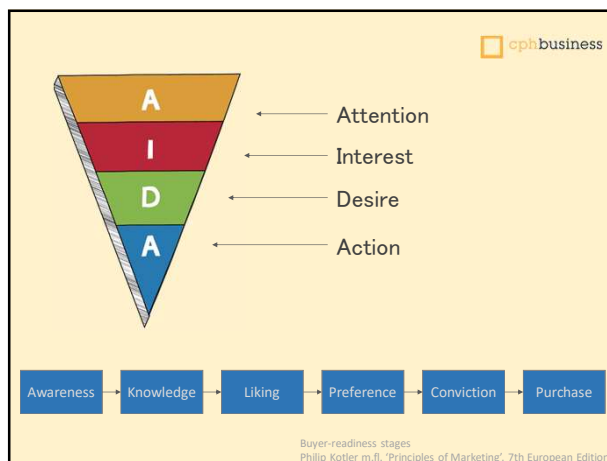 cphbusiness
A
I
D
A
Attention
Interest
Desire
Action
Awareness
Knowledge
Liking
Preference
Conviction
Purchase
Buyer-readiness stages
Philip Kotler m.fl. 'Principles of Marketing', 7th European Edition